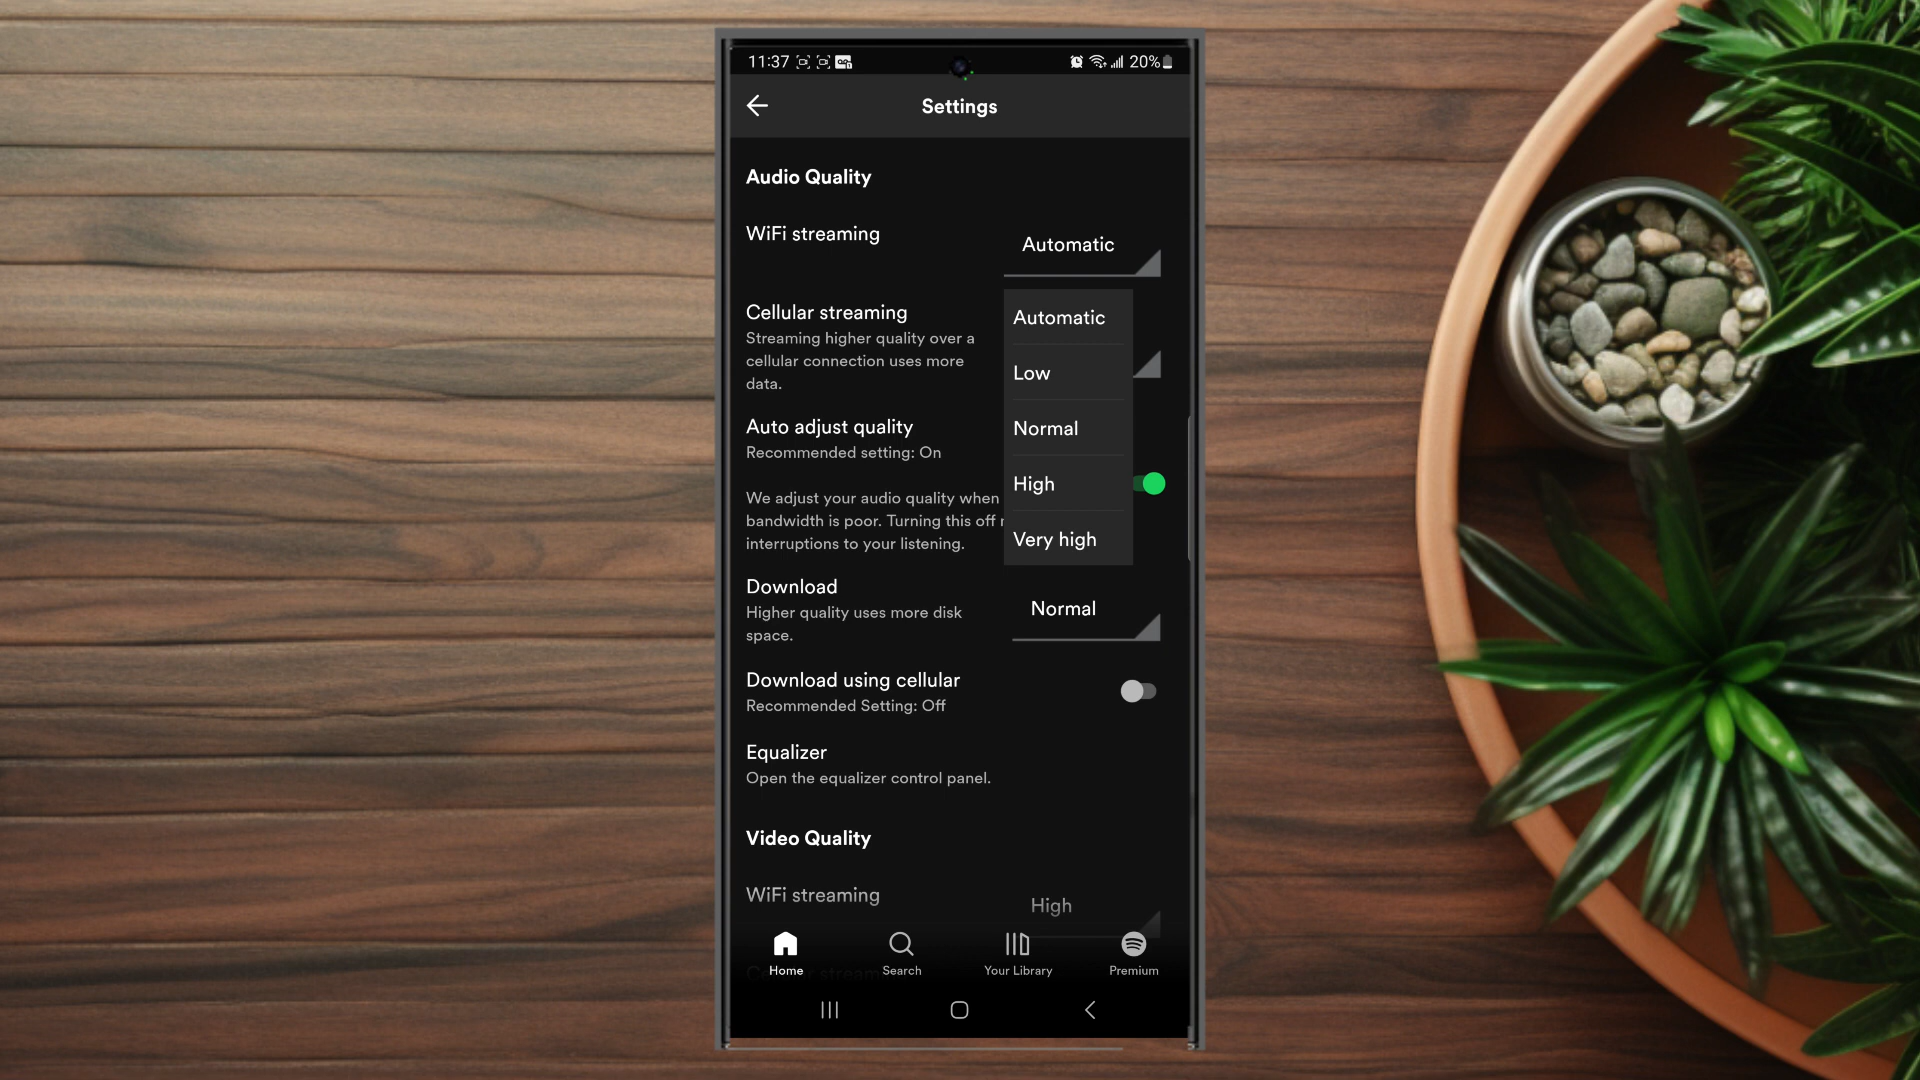 11:37
20%
Settings
Audio Quality
WiFi streaming
Automatic
Cellular streaming
Streaming higher quality over a
cellular connection uses more
data.
Automatic
Low
Normal
High
Very high
Auto adjust quality
Recommended setting: On
We adjust your audio quality when
bandwidth is poor. Turning this off
interruptions to your listening.
Download
Higher quality uses more disk
space.
Normal
Download using cellular
Recommended Setting: Off
Equalizer
Open the equalizer control panel.
Video Quality
WiFi streaming
High
Home
Search
Your Library
Premium